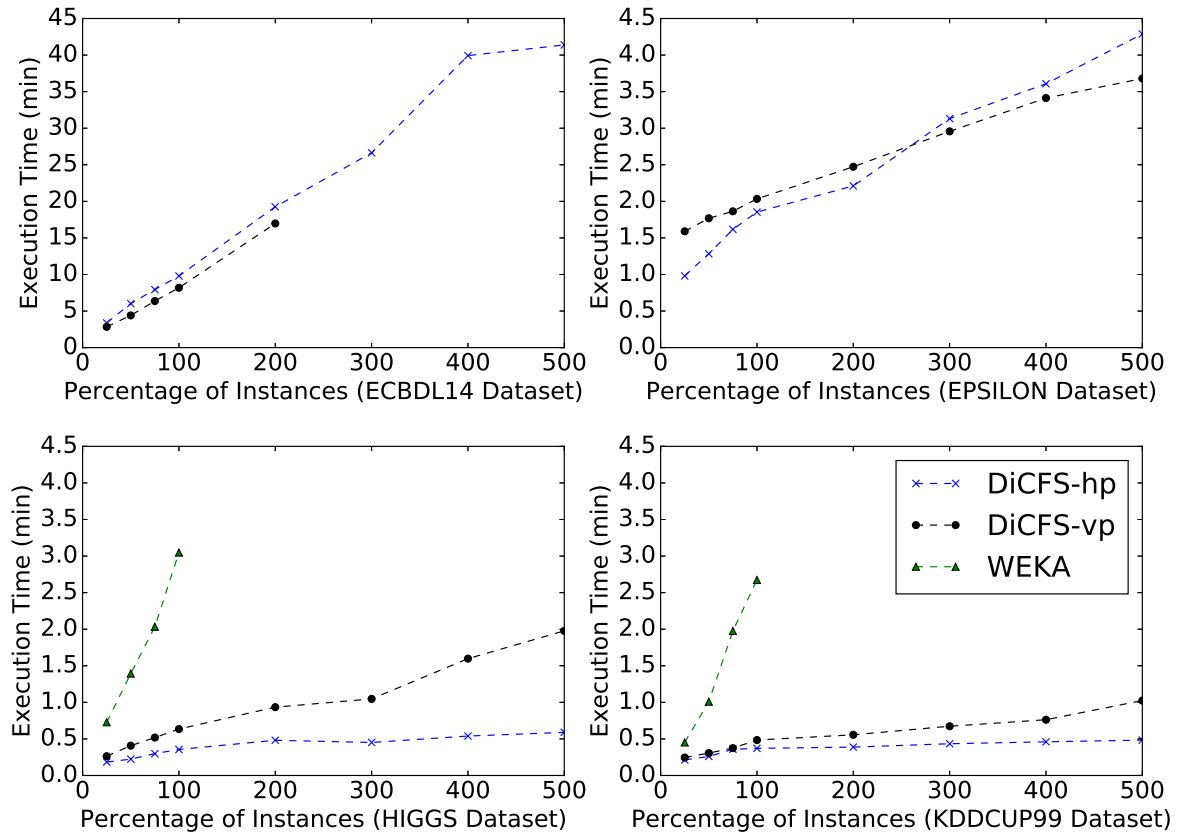 45
40
35
30
25
20
15
10
5
0
Execution Time (min)
0 100 200 300 400 500
Percentage of Instances (ECBDL14 Dataset)
4.5
4.0
3.5
3.0
2.5
2.0
1.5
1.0
0.5
0.0
Execution Time (min)
0 100 200 300 400 500
Percentage of Instances (EPSILON Dataset)
4.5
4.0
3.5
3.0
2.5
2.0
1.5
1.0
0.5
0.0
Execution Time (min)
0 100 200 300 400 500
Percentage of Instances (HIGGS Dataset)
4.5
4.0
3.5
3.0
2.5
2.0
1.5
1.0
0.5
0.0
Execution Time (min)
DiCFS-hp
DiCFS-vp
WEKA
0 100 200 300 400 500
Percentage of Instances (KDDCUP99 Dataset)